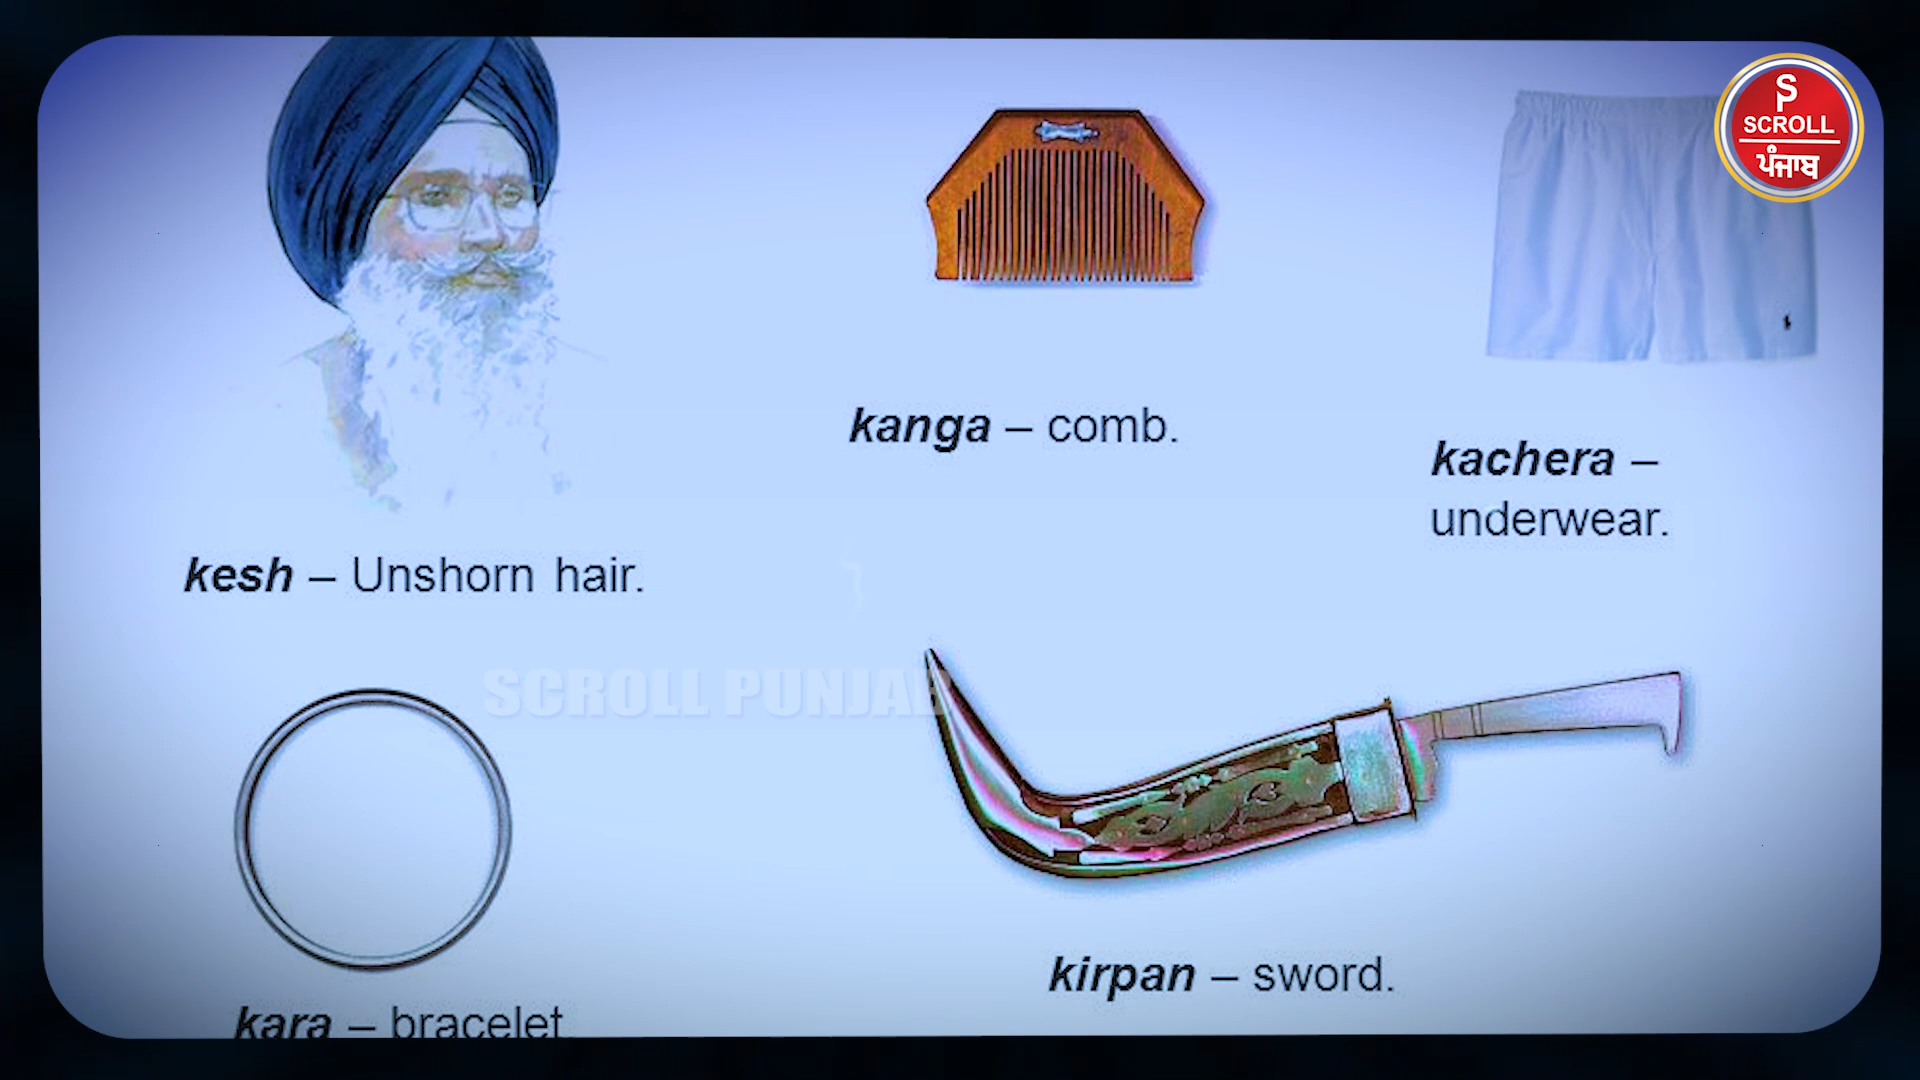 S
P
SCROLL
ਪੰਜਾਬ
kanga – comb.
kachera –
underwear.
kesh – Unshorn hair.
SCROLL PUNJAB
kirpan – sword.
kara – bracelet.